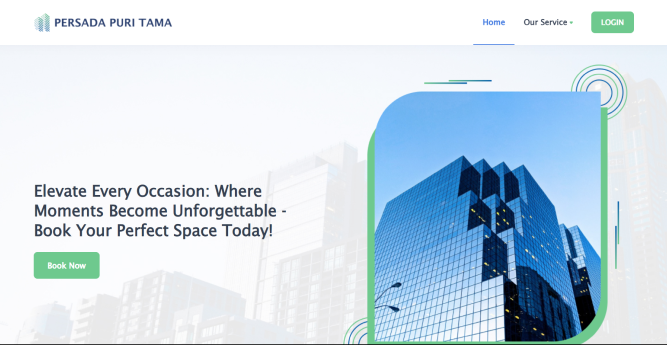 PERSADA PURI TAMA
Home
Our Service
LOGIN
Elevate Every Occasion: Where
Moments Become Unforgettable -
Book Your Perfect Space Today!
Book Now